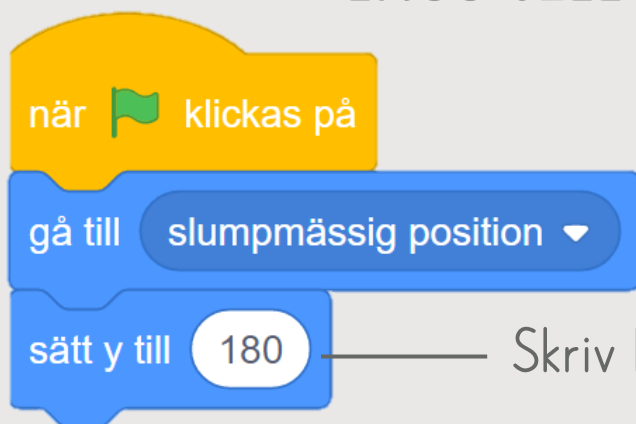 när klickas på
gå till slumpmässig position
sätt y till 180 Skriv